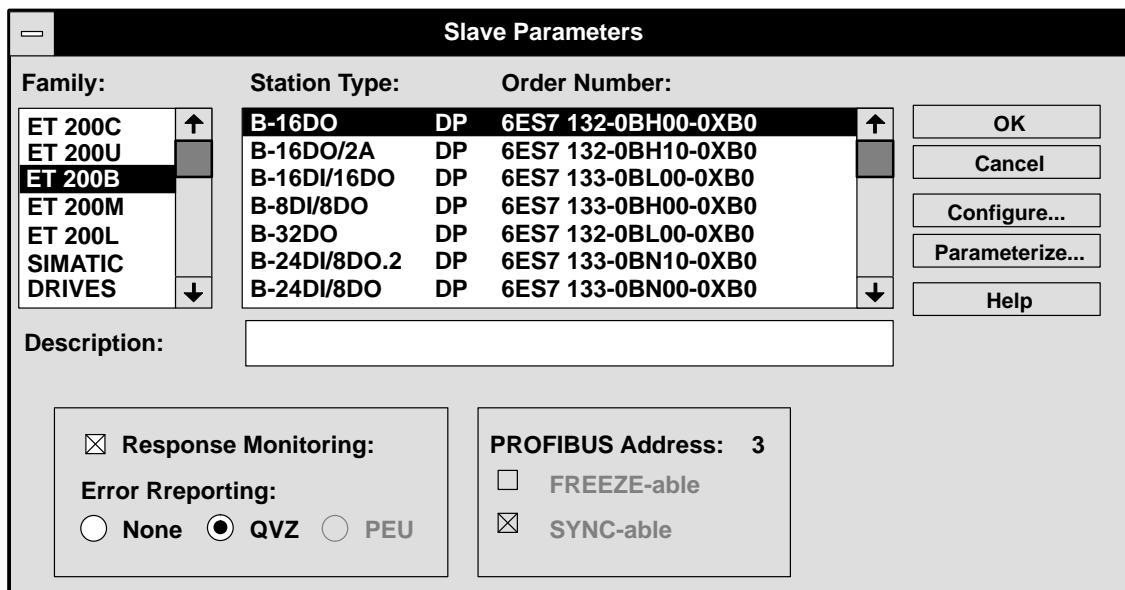 Slave Parameters
Family:
Station Type:
Order Number:
ET 200C
ET 200U
ET 200B
ET 200M
ET 200L
SIMATIC
DRIVES
B-16DO DP 6ES7 132-0BH00-0XB0
B-16DO/2A DP 6ES7 132-0BH10-0XB0
B-16DI/16DO DP 6ES7 133-0BL00-0XB0
B-8DI/8DO DP 6ES7 133-0BH00-0XB0
B-32DO DP 6ES7 132-0BL00-0XB0
B-24DI/8DO.2 DP 6ES7 133-0BN10-0XB0
B-24DI/8DO DP 6ES7 133-0BN00-0XB0
OK
Cancel
Configure...
Parameterize...
Help
Description:
Response Monitoring:
Error Rreporting:
None QVZ PEU
PROFIBUS Address: 3
FREEZE-able
SYNC-able